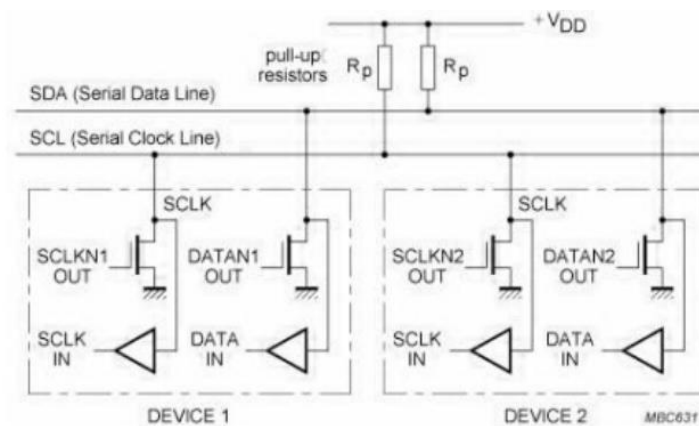 + VDD
pull-up
resistors
Rp
Rp
SDA (Serial Data Line)
SCL (Serial Clock Line)
SCLK
SCLK
SCLKN1
OUT
DATAN1
OUT
SCLKN2
OUT
DATAN2
OUT
SCLK
IN
DATA
IN
SCLK
IN
DATA
IN
DEVICE 1
DEVICE 2
MBC631